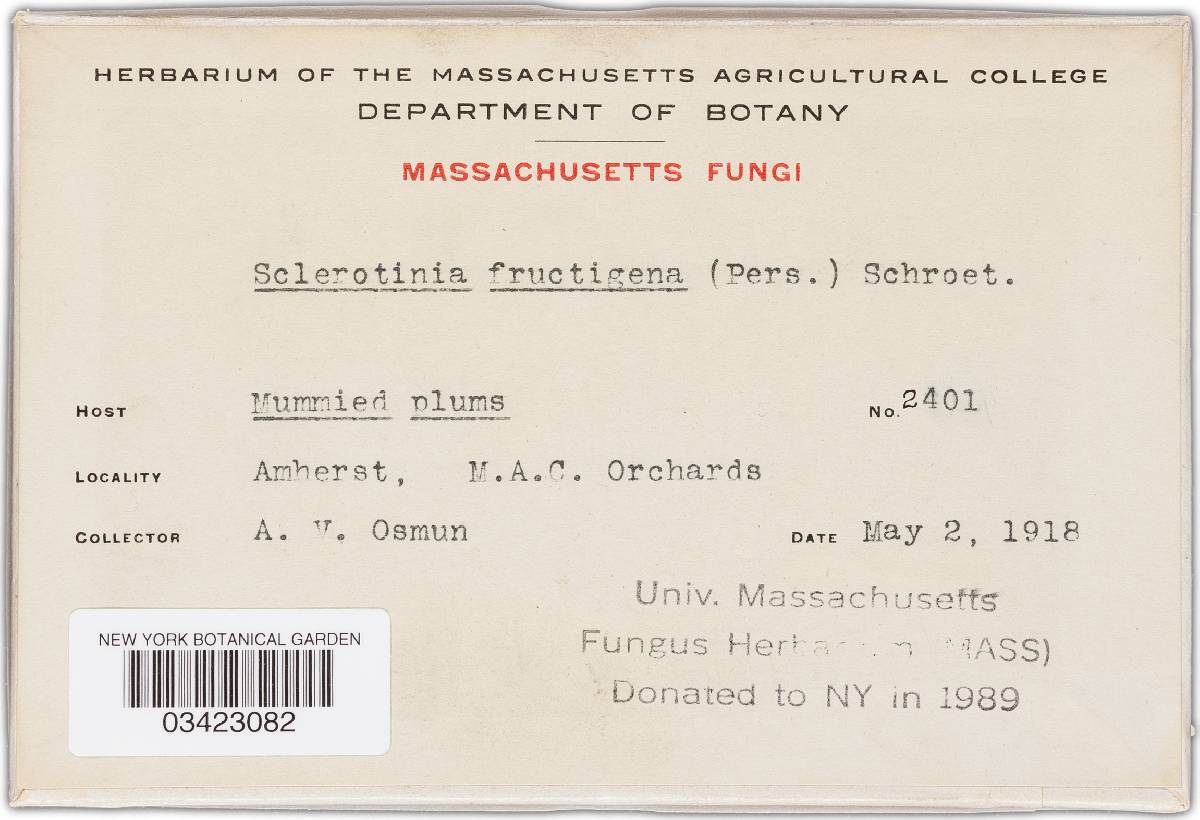 HERBARIUM OF THE MASSACHUSETTS AGRICULTURAL COLLEGE
DEPARTMENT OF BOTANY
MASSACHUSETTS FUNGI
Sclerotinia fructigena (Pers.) Schroet.
HOST Mummied plums No. 2401
LOCALITY Amherst, M.A.C. Orchards
COLLECTOR A. V. Osmun DATE May 2, 1918
Univ. Massachusetts
Fungus Herbarium (MASS)
Donated to NY in 1989
NEW YORK BOTANICAL GARDEN
03423082